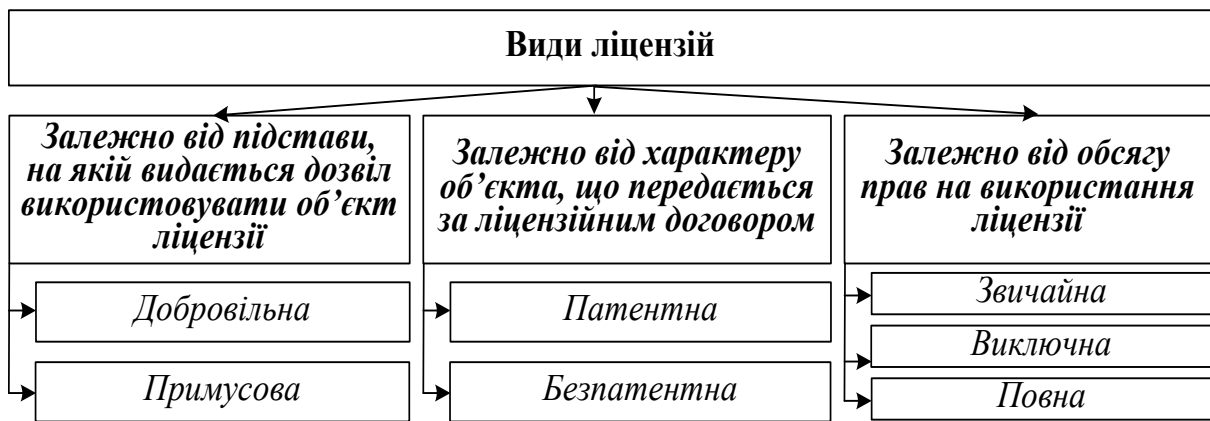 Види ліцензій
Залежно від підстави,
на якій видається дозвіл
використовувати об’єкт
ліцензії
Добровільна
Примусова
Залежно від характеру
об’єкта, що передається
за ліцензійним договором
Патентна
Безпатентна
Залежно від обсягу
прав на використання
ліцензії
Звичайна
Виключна
Повна